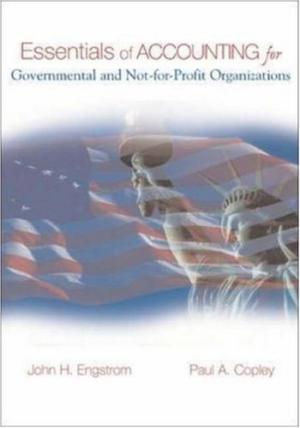 Essentials of ACCOUNTING for
Governmental and Not-for-Profit Organizations
John H. Engstrom Paul A. Copley